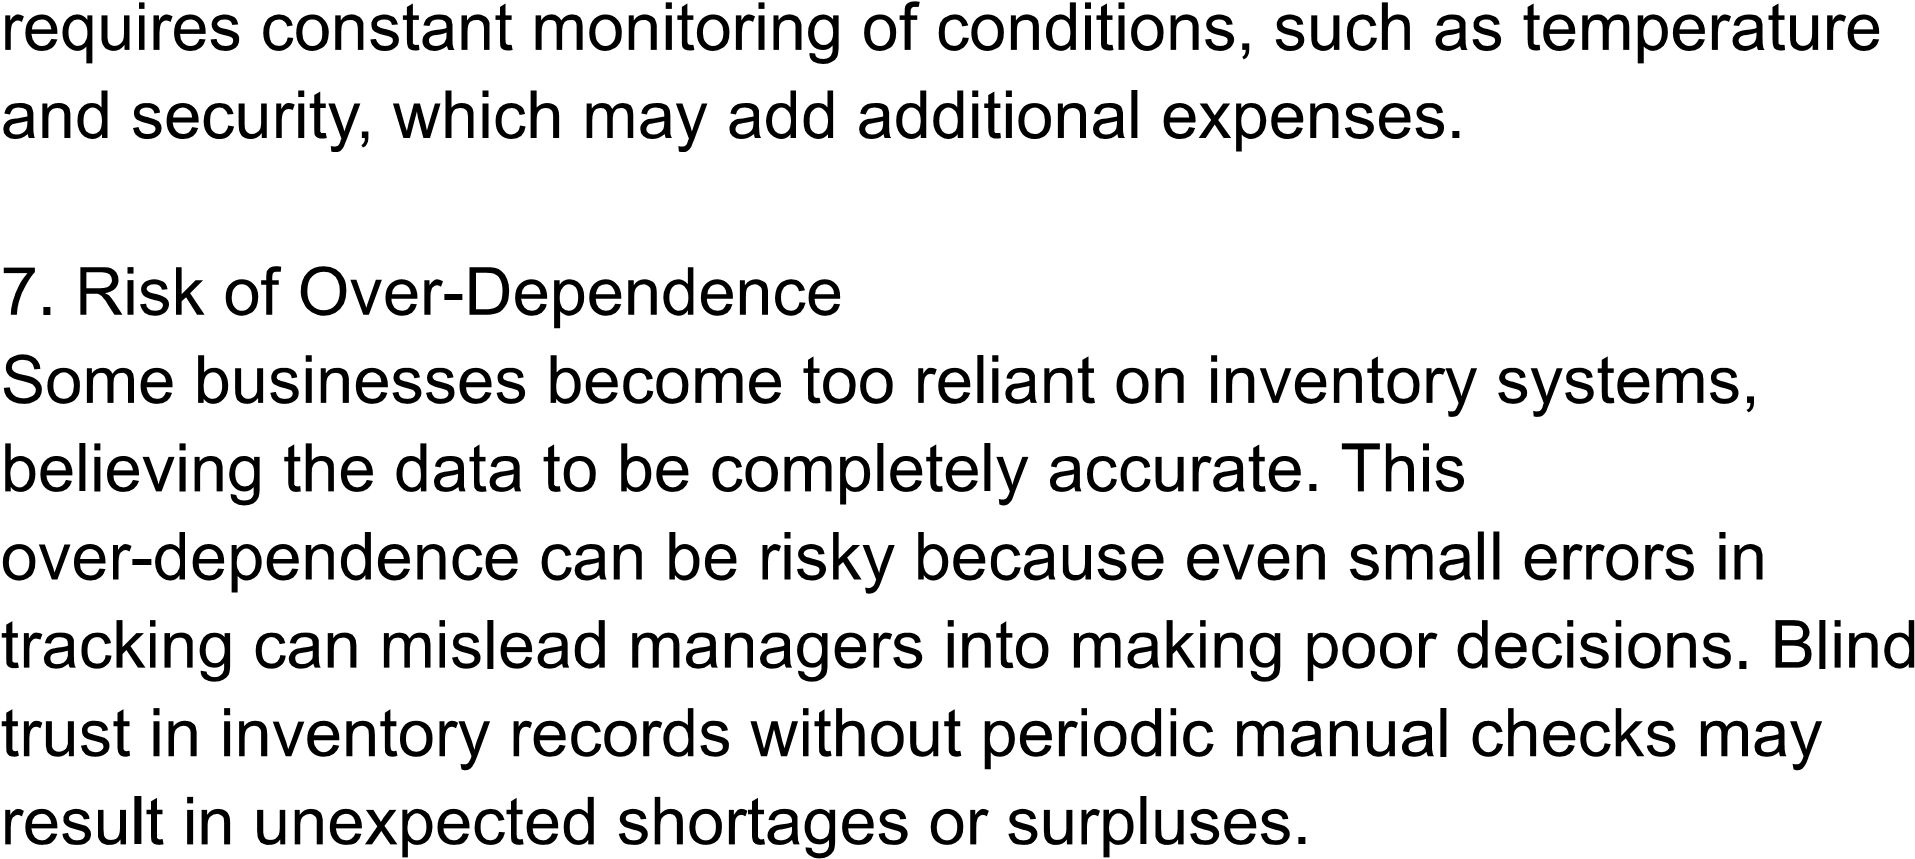 requires constant monitoring of conditions, such as temperature
and security, which may add additional expenses.
7. Risk of Over-Dependence
Some businesses become too reliant on inventory systems,
believing the data to be completely accurate. This
over-dependence can be risky because even small errors in
tracking can mislead managers into making poor decisions. Blind
trust in inventory records without periodic manual checks may
result in unexpected shortages or surpluses.